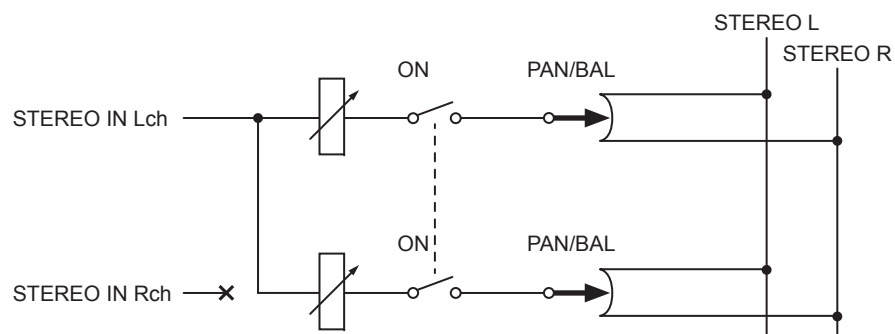 STEREO L
STEREO R
ON
PAN/BAL
STEREO IN Lch
ON
PAN/BAL
STEREO IN Rch